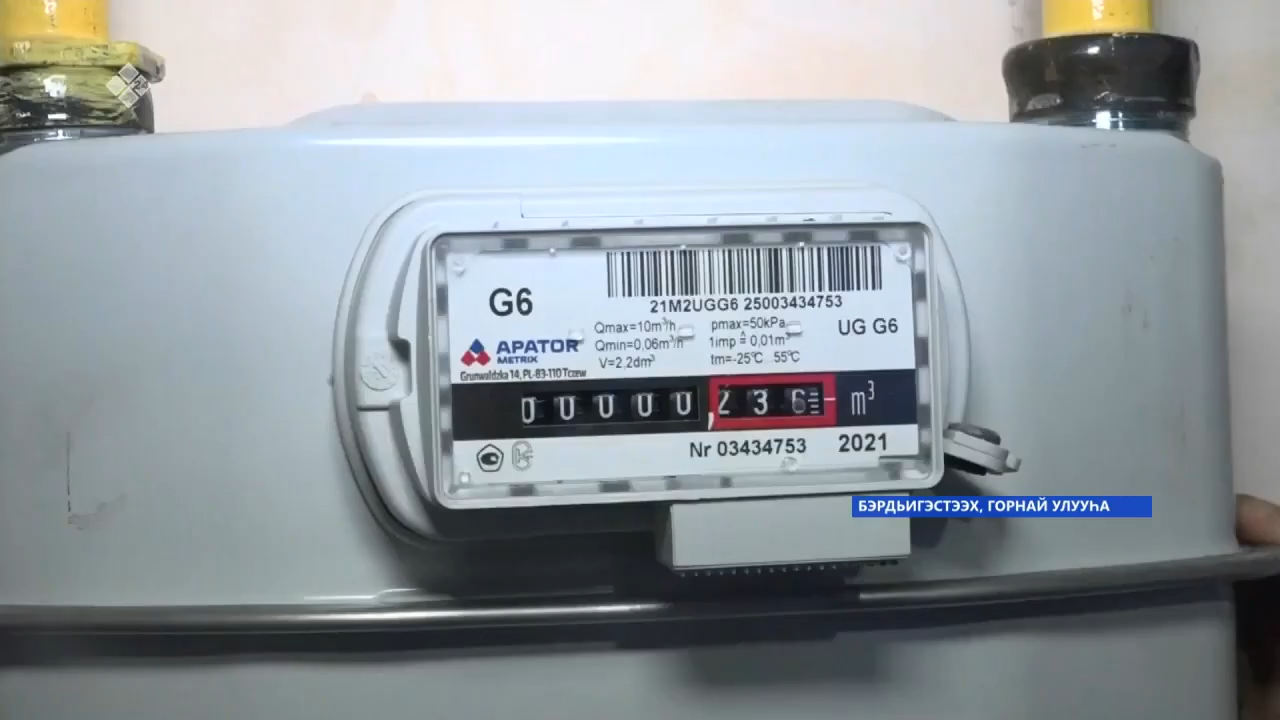 21M2UGG6 25003434753
G6
Qmax=10m³/h
Qmin=0,06m³/h
V=2,2dm³
pmax=50kPa
1imp ≙ 0,01m³
tm=-25°C 55°C
UG G6
APATOR
METRIX
Grunwaldzka 14, PL-83-110 Tczew
00000,236 m³
Nr 03434753
2021
БЭРДЬИГЭСТЭЭХ, ГОРНАЙ УЛУУҺА